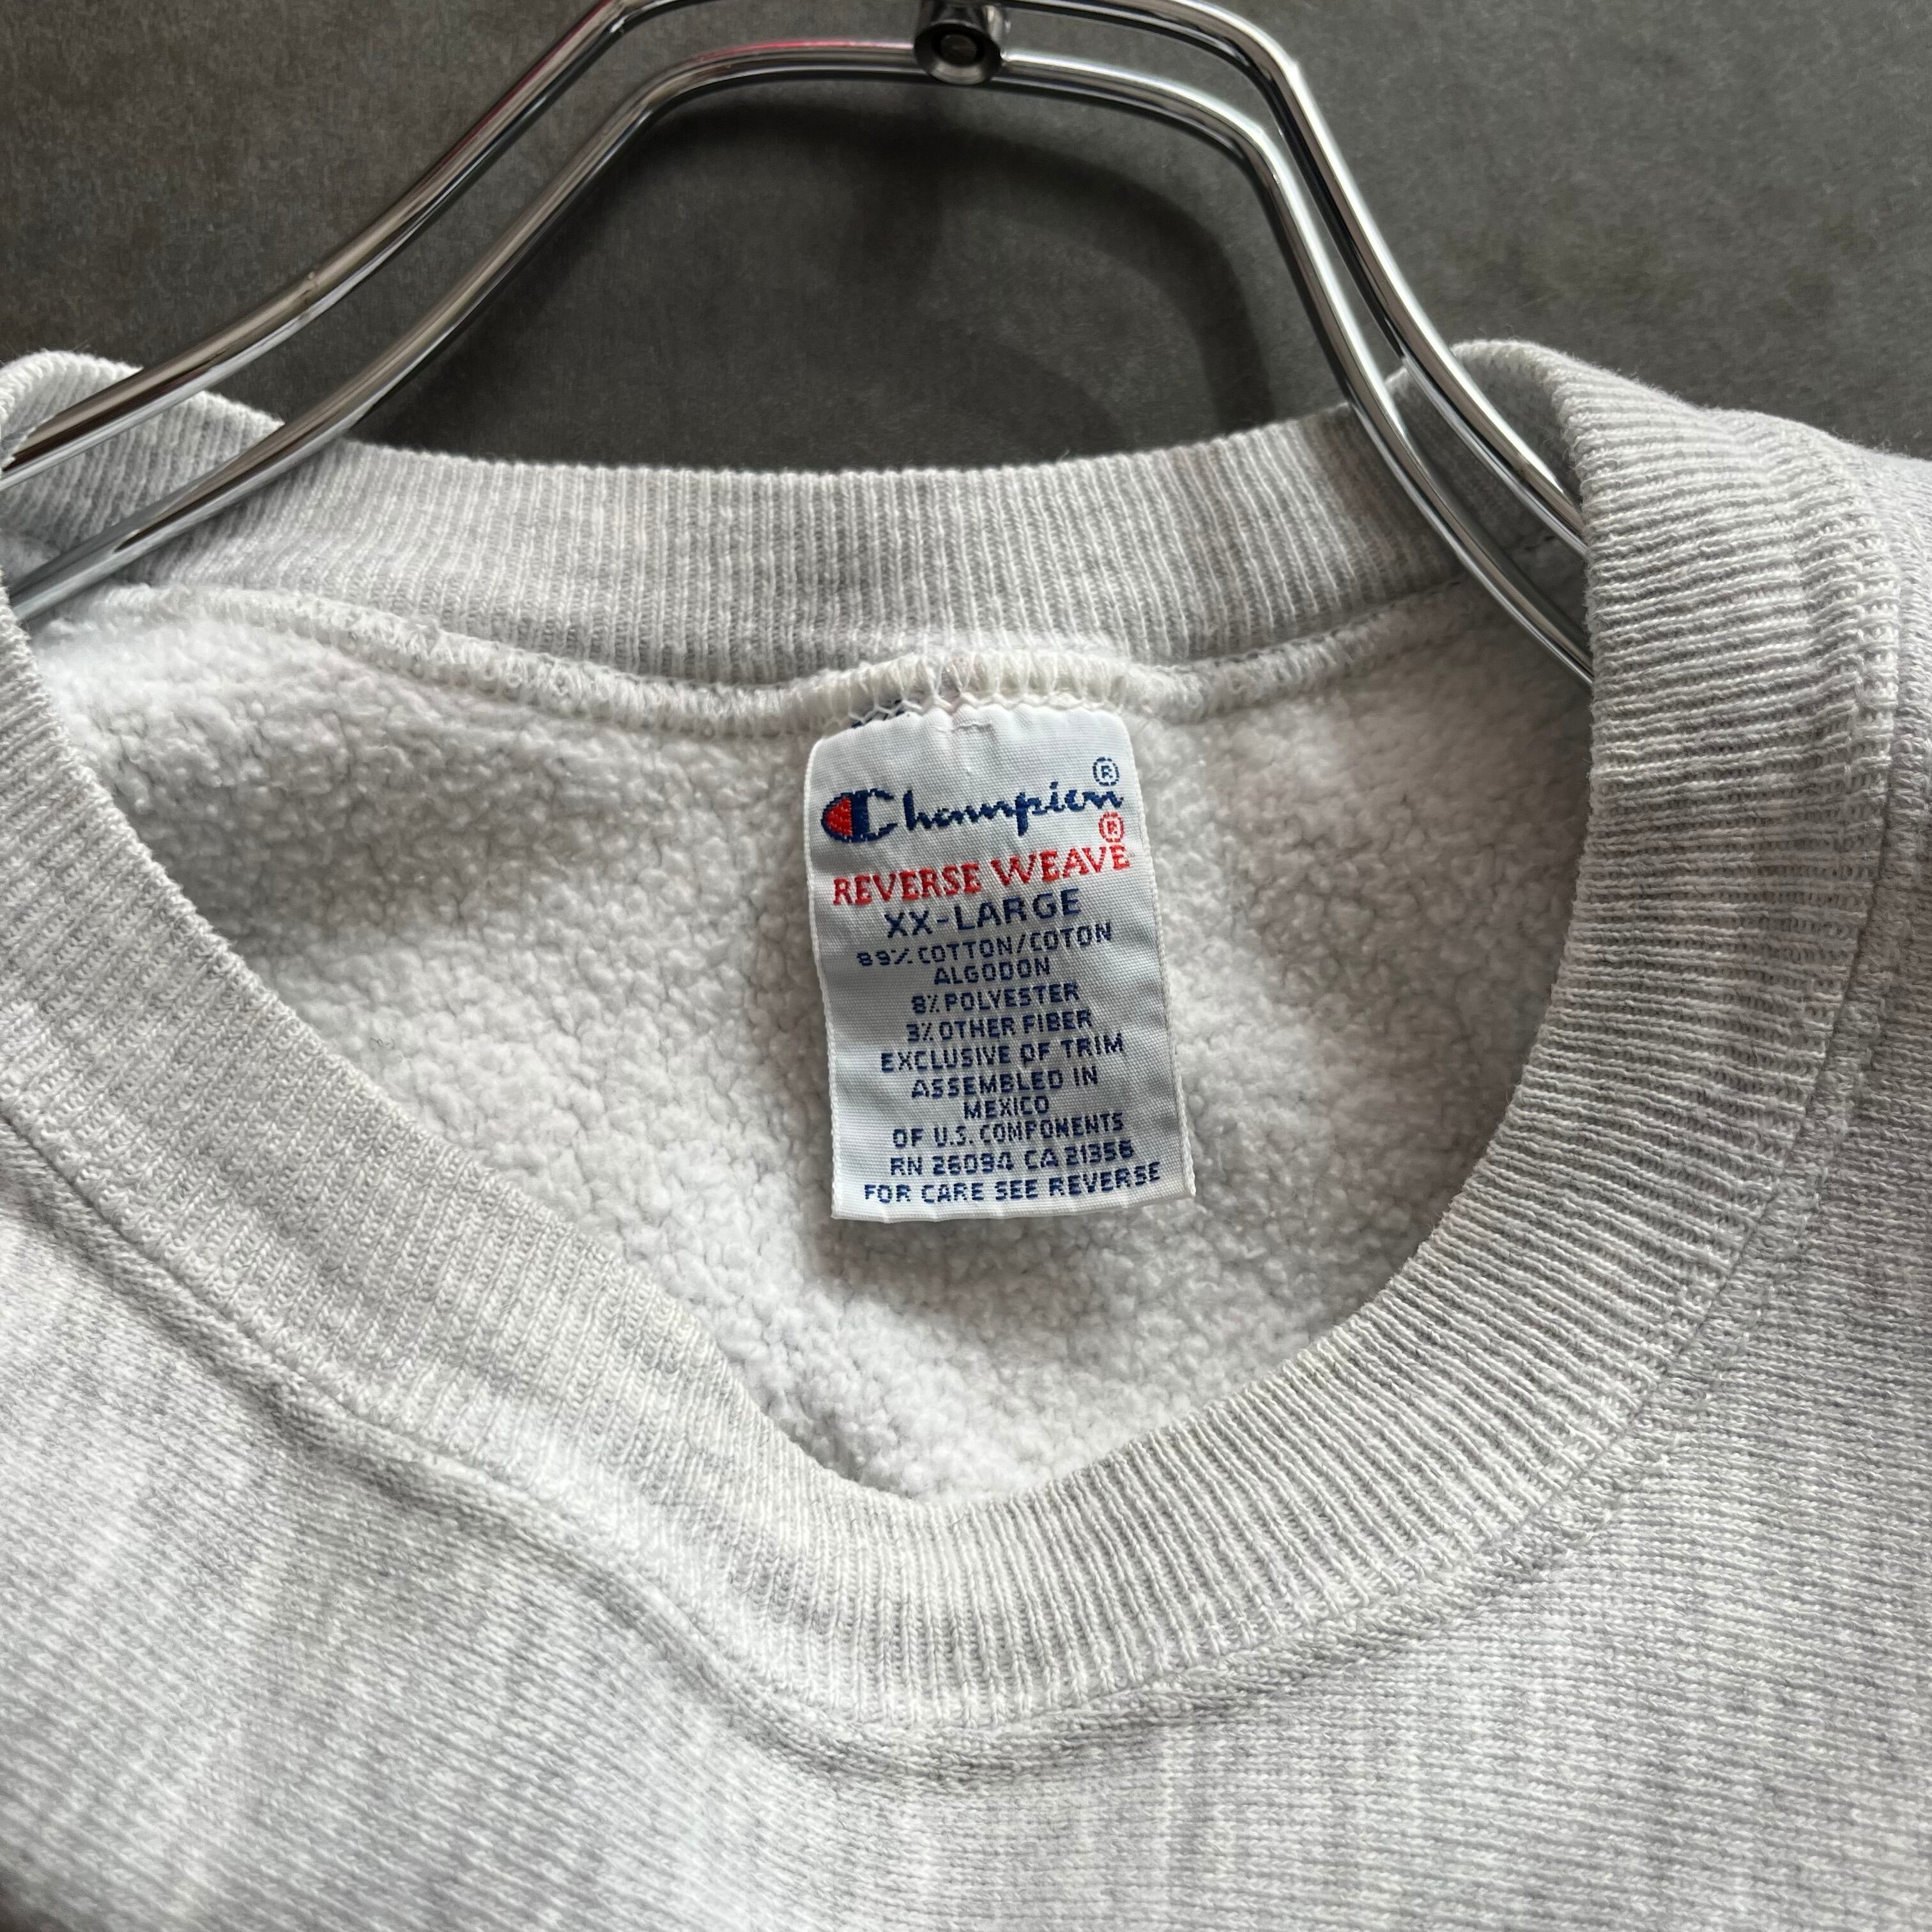 Champion®
®
REVERSE WEAVE
XX-LARGE
89% COTTON/COTON
ALGODON
8% POLYESTER
3% OTHER FIBER
EXCLUSIVE OF TRIM
ASSEMBLED IN
MEXICO
OF U.S. COMPONENTS
RN 26094 CA 21356
FOR CARE SEE REVERSE